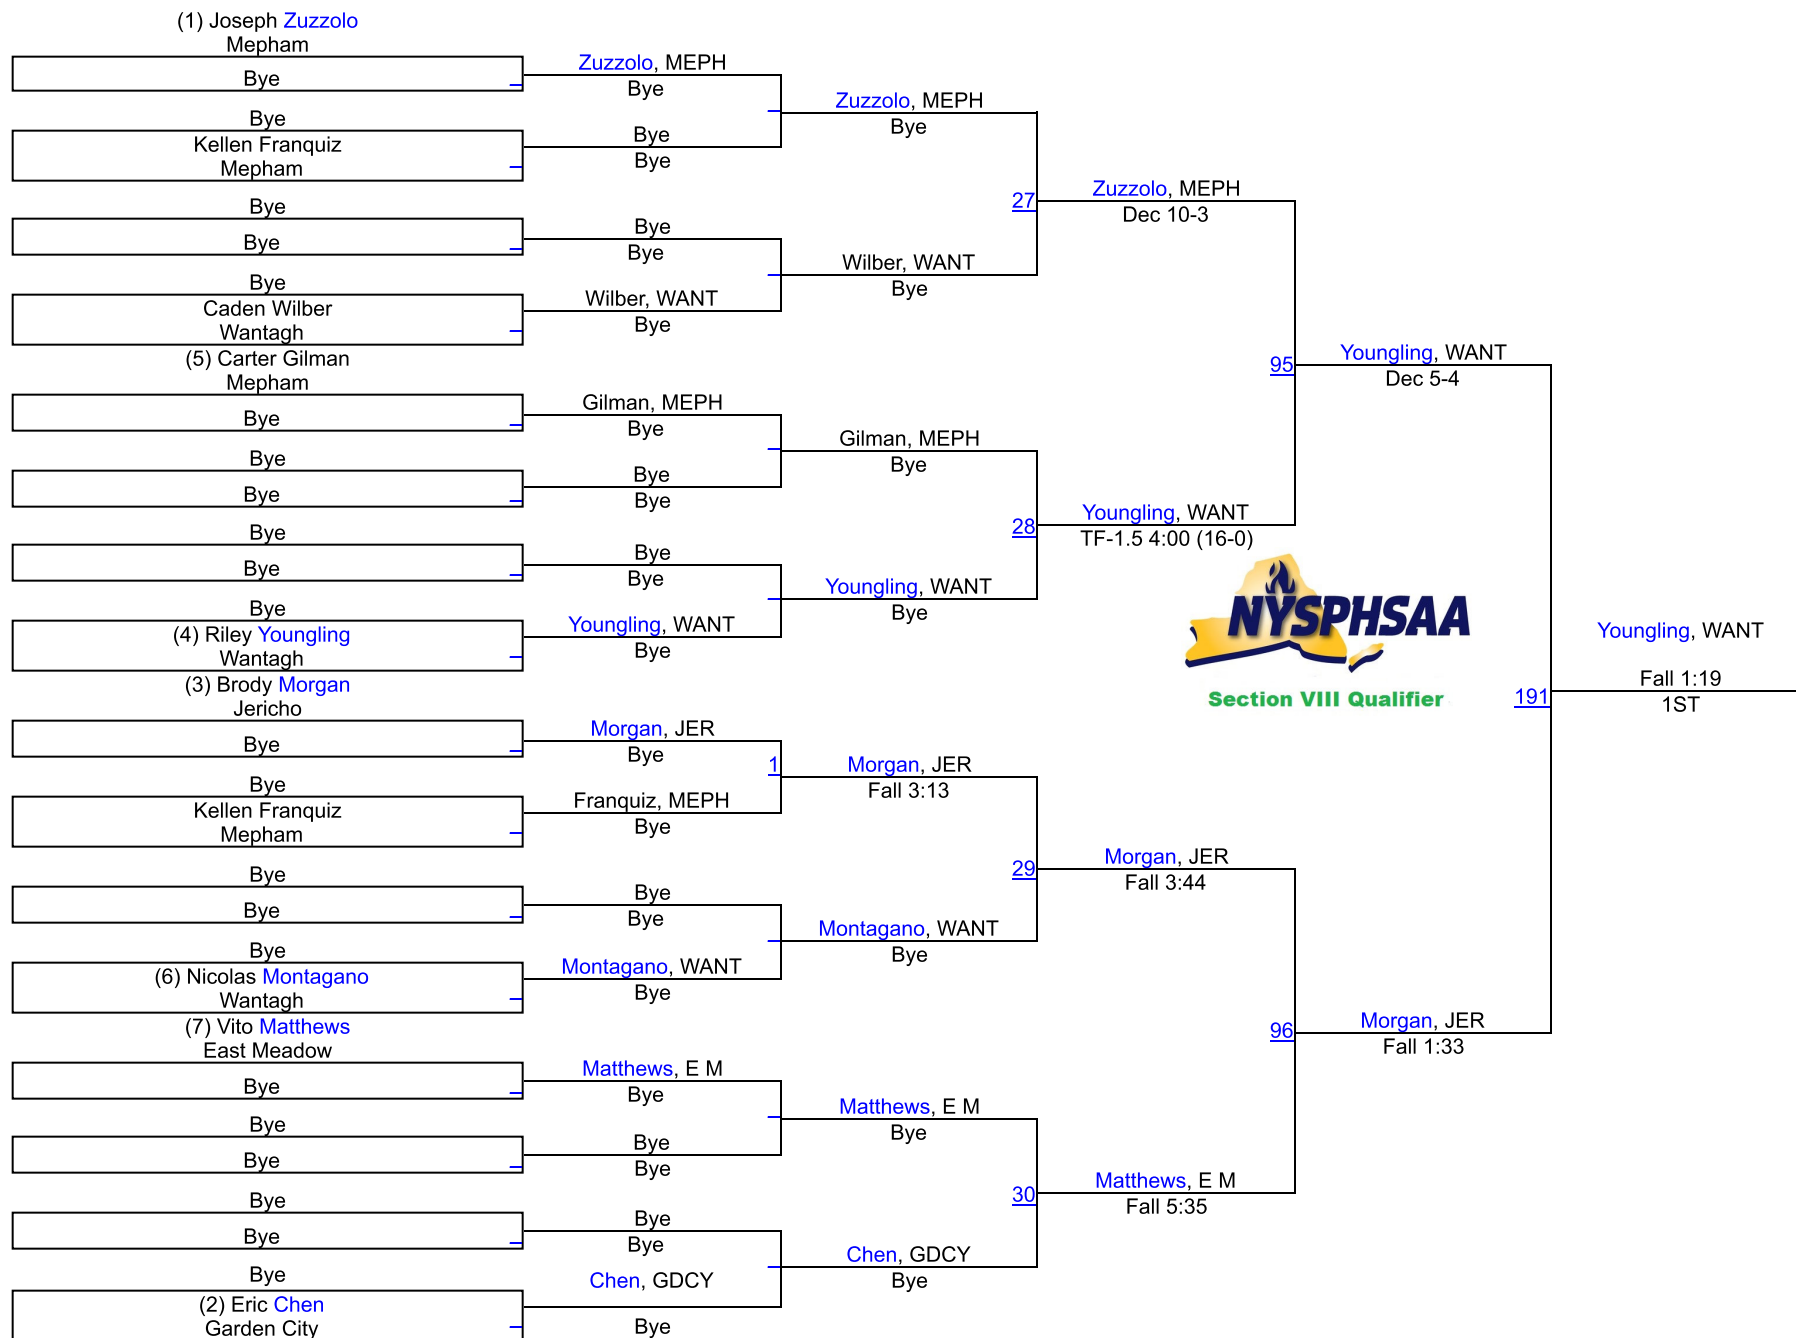 (1) Joseph Zuzzolo
Mepham
Bye
Bye
Kellen Franquiz
Mepham
Bye
Bye
Bye
Caden Wilber
Wantagh
(5) Carter Gilman
Mepham
Bye
Bye
Bye
Bye
Bye
Bye
(4) Riley Youngling
Wantagh
(3) Brody Morgan
Jericho
Bye
Bye
Kellen Franquiz
Mepham
Bye
Bye
Bye
(6) Nicolas Montagano
Wantagh
(7) Vito Matthews
East Meadow
Bye
Bye
Bye
Bye
Bye
Bye
(2) Eric Chen
Garden City
Zuzzolo, MEPH
Bye
Bye
Bye
Bye
Bye
Wilber, WANT
Bye
Gilman, MEPH
Bye
Bye
Bye
Bye
Bye
Youngling, WANT
Bye
Morgan, JER
Bye
1
Franquiz, MEPH
Bye
Bye
Bye
Montagano, WANT
Bye
Matthews, E M
Bye
Bye
Bye
Bye
Bye
Chen, GDCY
Bye
Zuzzolo, MEPH
Bye
27
Wilber, WANT
Bye
Gilman, MEPH
Bye
28
Youngling, WANT
Bye
Morgan, JER
Fall 3:13
29
Montagano, WANT
Bye
Matthews, E M
Bye
30
Chen, GDCY
Bye
Zuzzolo, MEPH
Dec 10-3
95
Youngling, WANT
TF-1.5 4:00 (16-0)
NYSPHSAA
Section VIII Qualifier
Morgan, JER
Fall 3:44
96
Matthews, E M
Fall 5:35
Youngling, WANT
Dec 5-4
191
Morgan, JER
Fall 1:33
Youngling, WANT
Fall 1:19
1ST